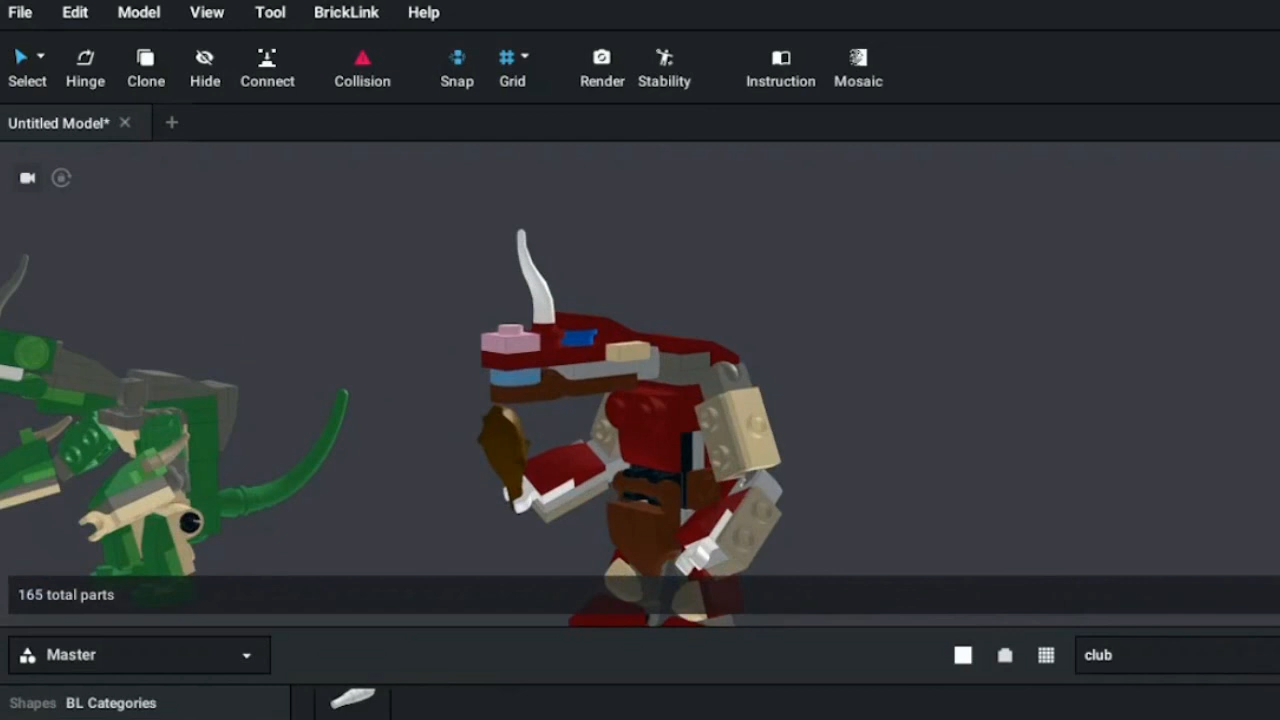 File Edit Model View Tool BrickLink Help
Select Hinge Clone Hide Connect Collision Snap Grid Render Stability Instruction Mosaic
Untitled Model*
165 total parts
Master
club
Shapes BL Categories